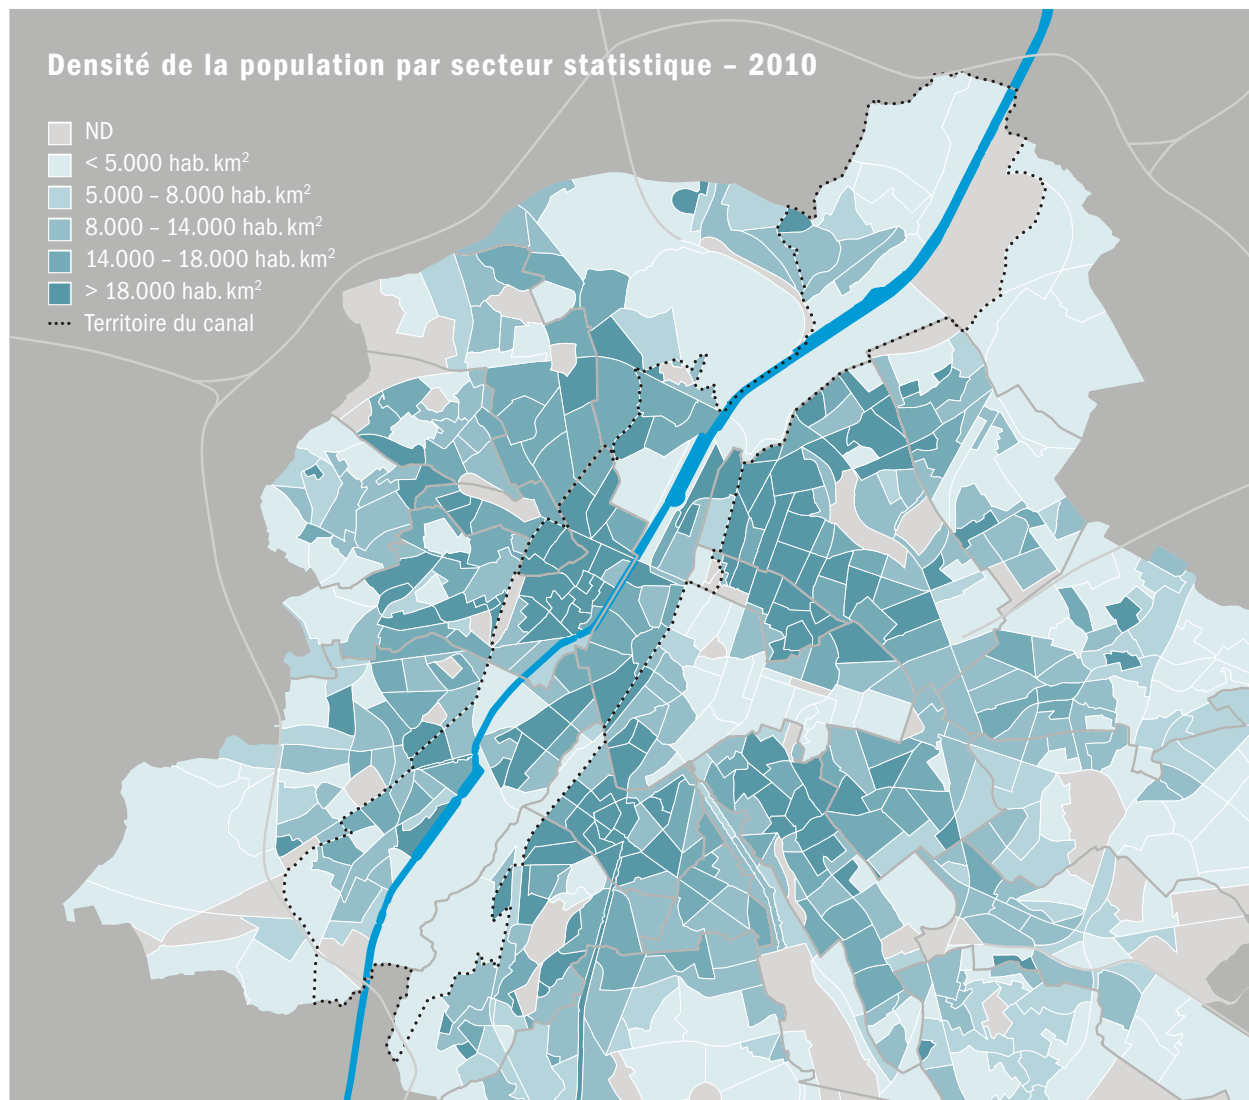 Densité de la population par secteur statistique – 2010
ND
< 5.000 hab. km²
5.000 – 8.000 hab. km²
8.000 – 14.000 hab. km²
14.000 – 18.000 hab. km²
> 18.000 hab. km²
Territoire du canal